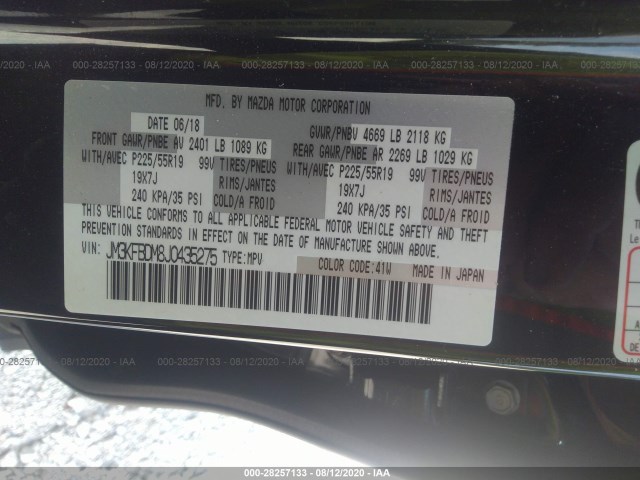 000-28257133 - 08/12/2020 - IAA
MFD. BY MAZDA MOTOR CORPORATION
DATE 06/18
GVWR/PNBV 4669 LB 2118 KG
FRONT GAWR/PNBE AV 2401 LB 1089 KG
REAR GAWR/PNBE AR 2269 LB 1029 KG
WITH/AVEC P225/55R19 99V TIRES/PNEUS
WITH/AVEC P225/55R19 99V TIRES/PNEUS
19X7J RIMS/JANTES
19X7J RIMS/JANTES
240 KPA/35 PSI COLD/A FROID
240 KPA/35 PSI COLD/A FROID
THIS VEHICLE CONFORMS TO ALL APPLICABLE FEDERAL MOTOR VEHICLE SAFETY AND THEFT
PREVENTION STANDARDS IN EFFECT ON THE DATE OF MANUFACTURE SHOWN ABOVE.
VIN: JM3KFBDM8J0435275 TYPE:MPV
COLOR CODE:41W MADE IN JAPAN
000-28257133 - 08/12/2020 - IAA
000-28257133 - 08/12/2020 - IAA